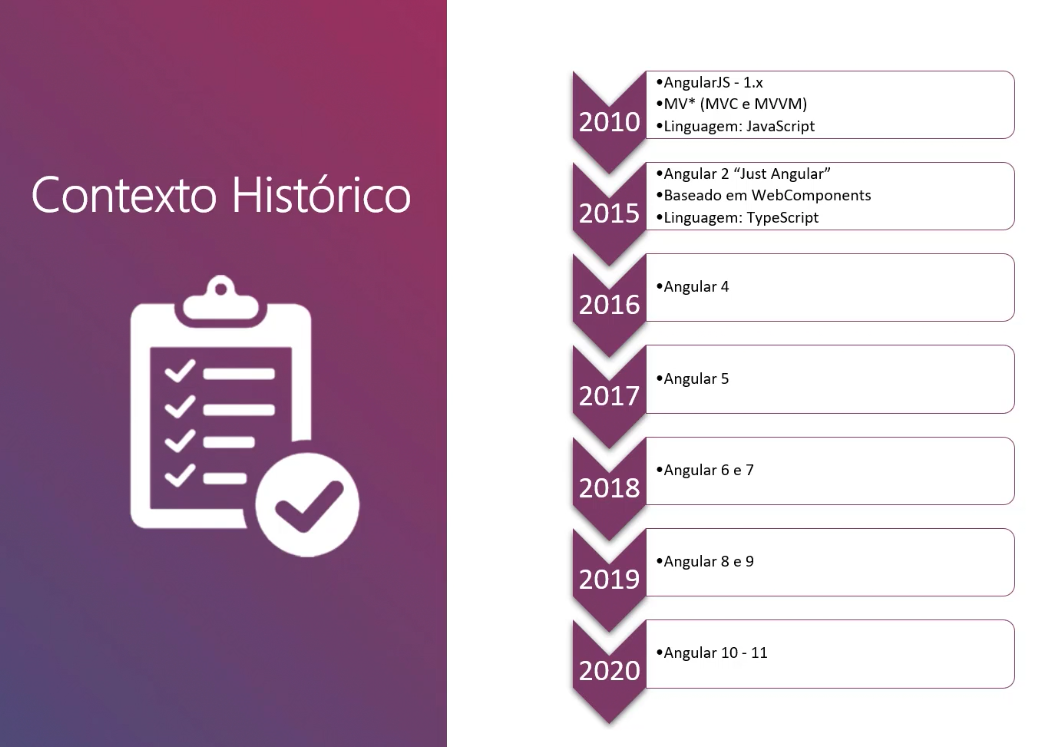 Contexto Histórico
2010
•AngularJS - 1.x
•MV* (MVC e MVVM)
•Linguagem: JavaScript
2015
•Angular 2 “Just Angular”
•Baseado em WebComponents
•Linguagem: TypeScript
2016
•Angular 4
2017
•Angular 5
2018
•Angular 6 e 7
2019
•Angular 8 e 9
2020
•Angular 10 - 11